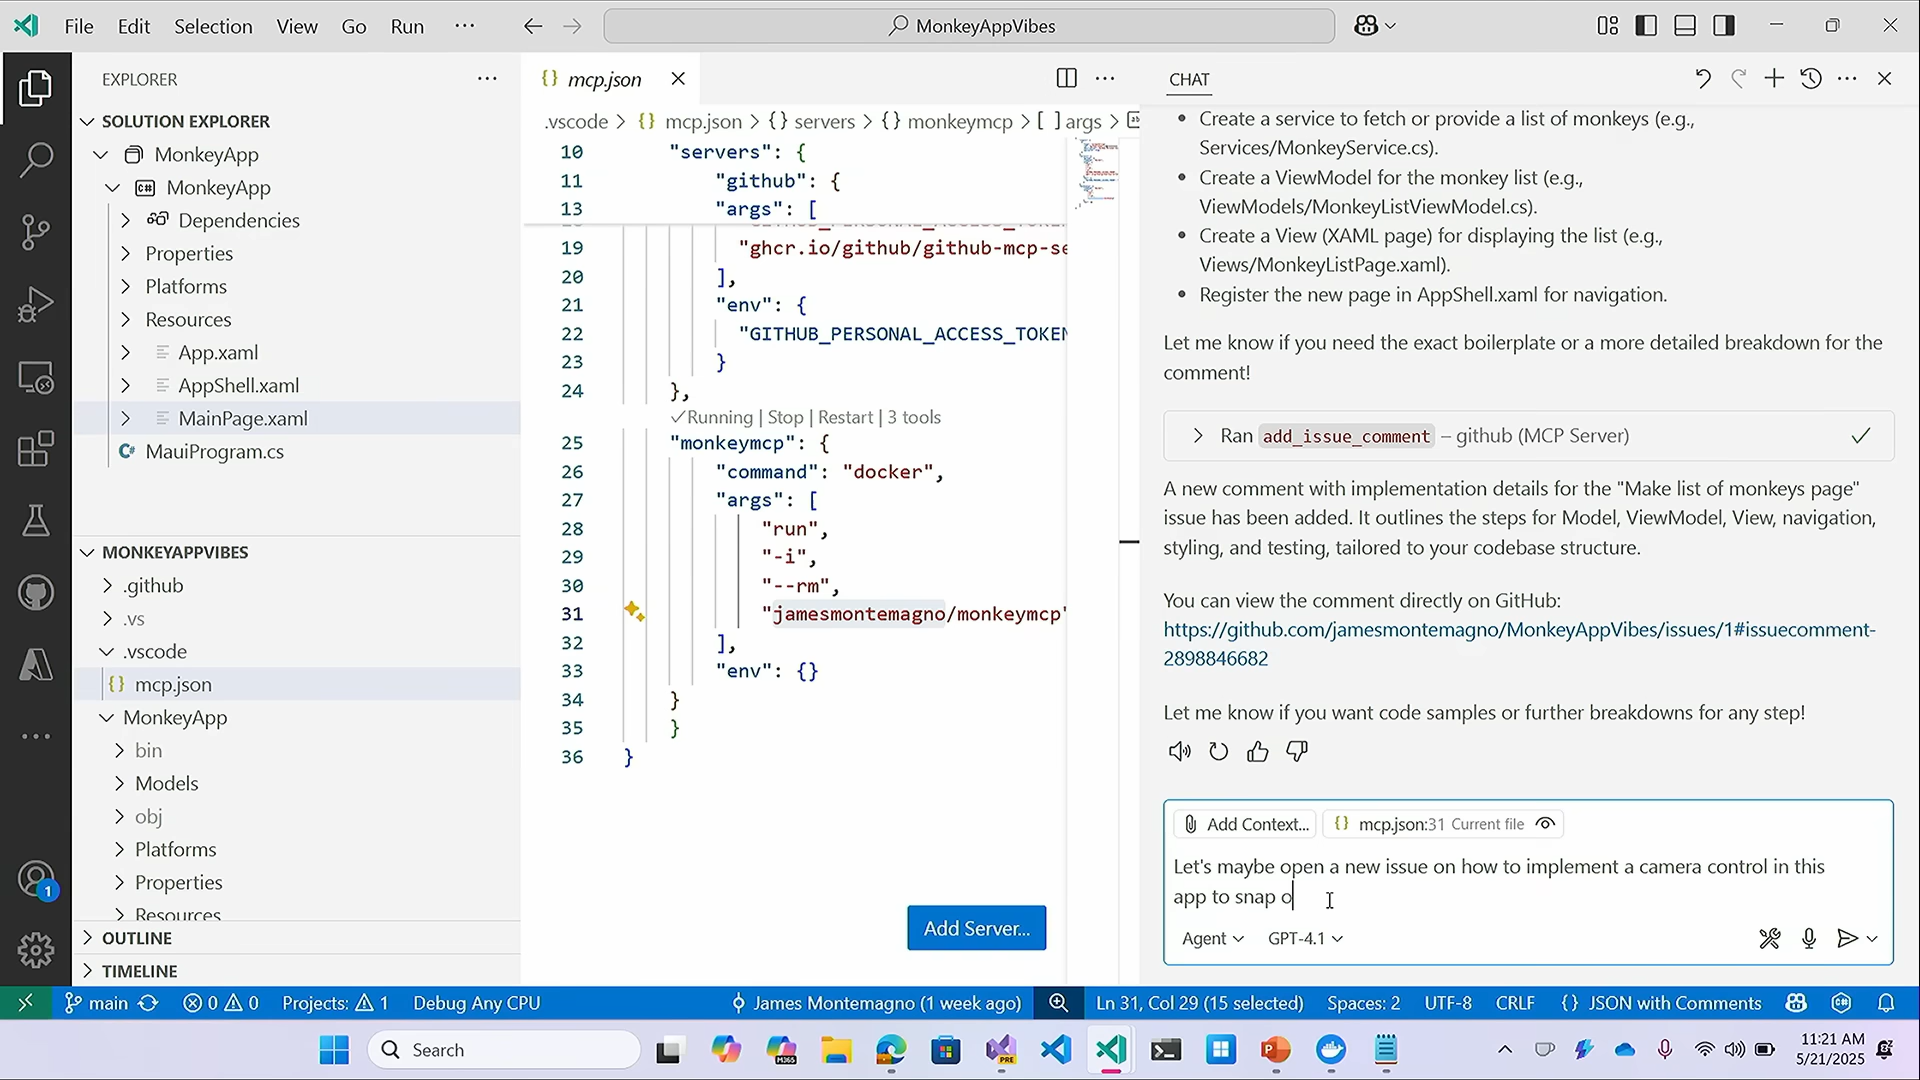 File Edit Selection View Go Run ··· MonkeyAppVibes
EXPLORER ···
SOLUTION EXPLORER
MonkeyApp
MonkeyApp
Dependencies
Properties
Platforms
Resources
App.xaml
AppShell.xaml
MainPage.xaml
MauiProgram.cs
MONKEYAPPVIBES
.github
.vs
.vscode
{} mcp.json
MonkeyApp
bin
Models
obj
Platforms
Properties
Resources
OUTLINE
TIMELINE
1
{} mcp.json
.vscode > {} mcp.json > {} servers > {} monkeymcp > [ ] args >
10 "servers": {
11 "github": {
13 "args": [
19 "ghcr.io/github/github-mcp-se
20 ],
21 "env": {
22 "GITHUB_PERSONAL_ACCESS_TOKEN
23 }
24 },
✓Running | Stop | Restart | 3 tools
25 "monkeymcp": {
26 "command": "docker",
27 "args": [
28 "run",
29 "-i",
30 "--rm",
31 "jamesmontemagno/monkeymcp"
32 ],
33 "env": {}
34 }
35 }
36 }
Add Server...
CHAT
• Create a service to fetch or provide a list of monkeys (e.g.,
Services/MonkeyService.cs).
• Create a ViewModel for the monkey list (e.g.,
ViewModels/MonkeyListViewModel.cs).
• Create a View (XAML page) for displaying the list (e.g.,
Views/MonkeyListPage.xaml).
• Register the new page in AppShell.xaml for navigation.
Let me know if you need the exact boilerplate or a more detailed breakdown for the
comment!
> Ran add_issue_comment – github (MCP Server)
A new comment with implementation details for the "Make list of monkeys page"
issue has been added. It outlines the steps for Model, ViewModel, View, navigation,
styling, and testing, tailored to your codebase structure.
You can view the comment directly on GitHub:
https://github.com/jamesmontemagno/MonkeyAppVibes/issues/1#issuecomment-
2898846682
Let me know if you want code samples or further breakdowns for any step!
Add Context... {} mcp.json:31 Current file
Let's maybe open a new issue on how to implement a camera control in this
app to snap o
Agent GPT-4.1
main 0 0 Projects: 1 Debug Any CPU James Montemagno (1 week ago) Ln 31, Col 29 (15 selected) Spaces: 2 UTF-8 CRLF {} JSON with Comments
Search M365 PRE 11:21 AM
5/21/2025